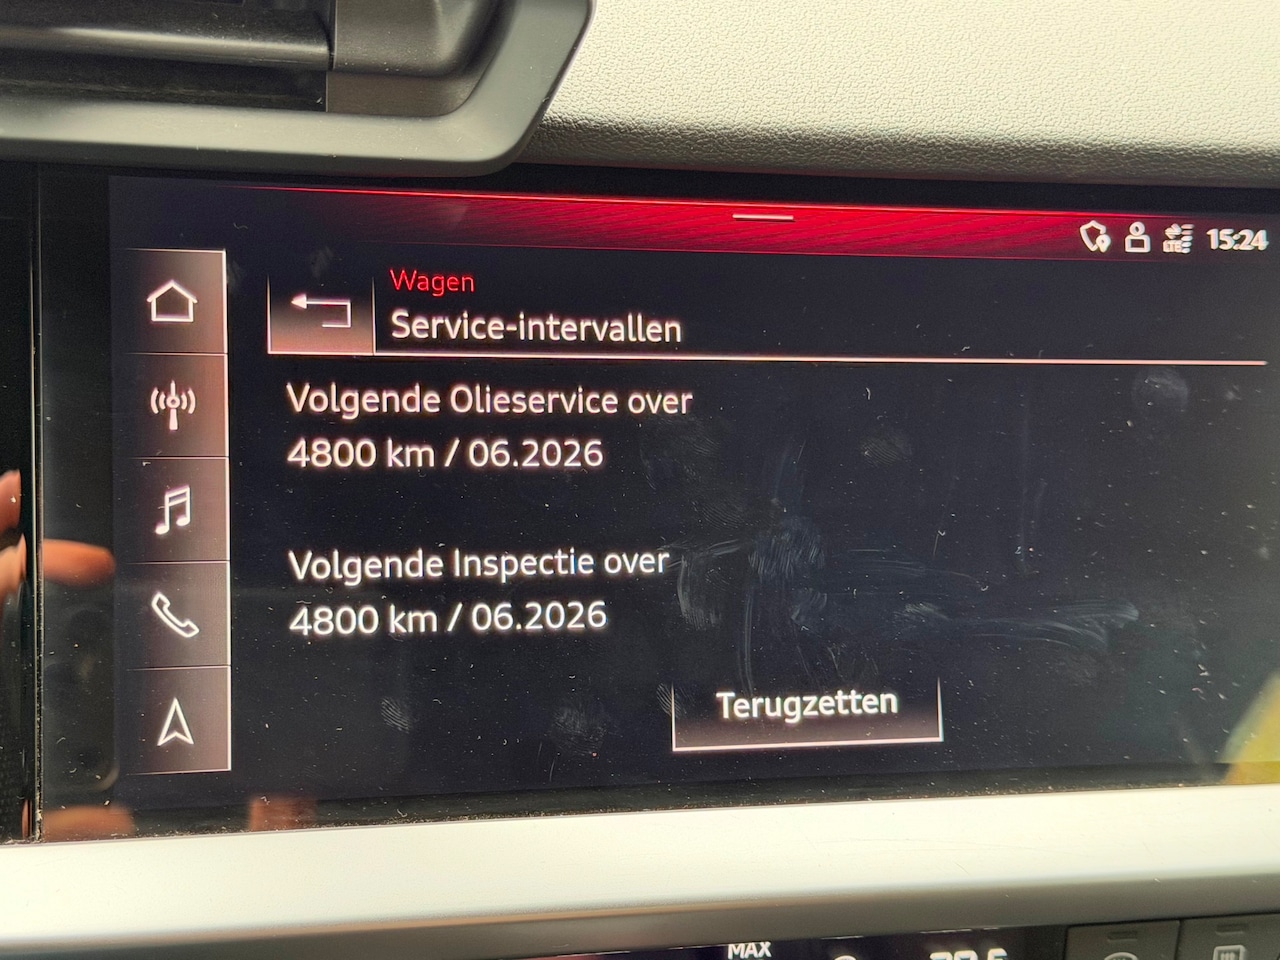 15:24
Wagen
Service-intervallen
Volgende Olieservice over
4800 km / 06.2026
Volgende Inspectie over
4800 km / 06.2026
Terugzetten
MAX